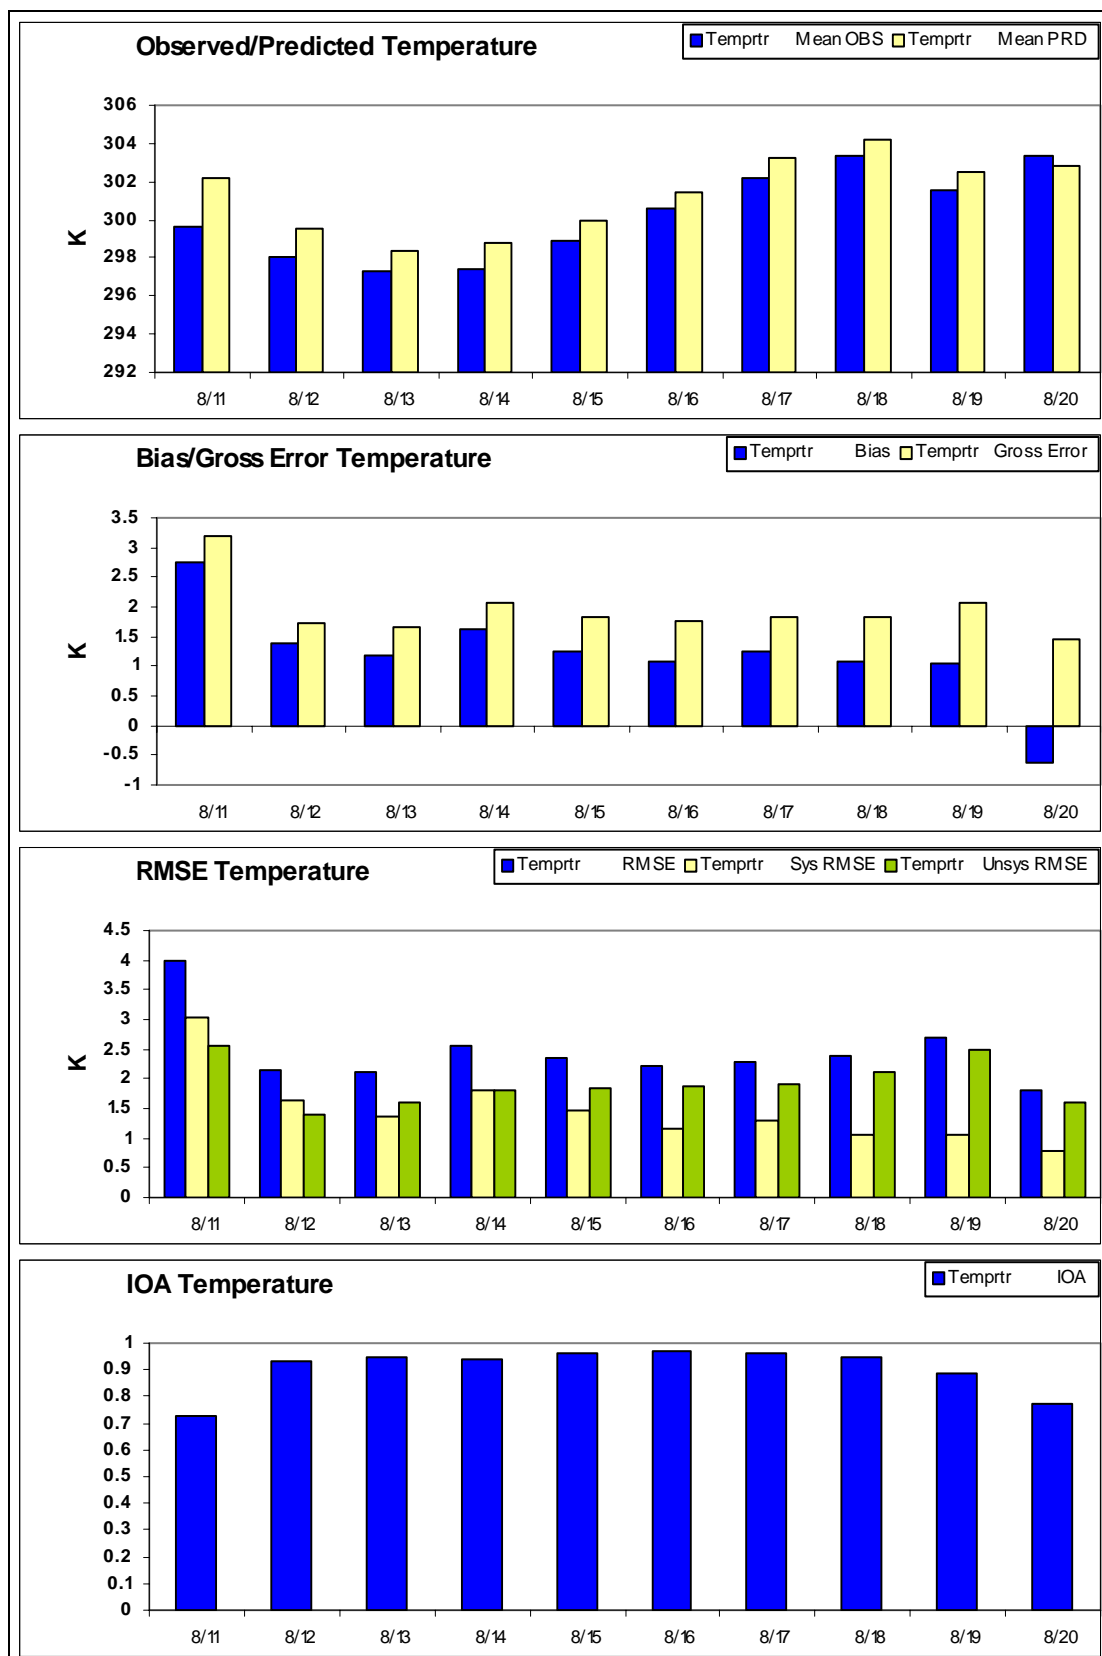 Observed/Predicted Temperature
Temprtr Mean OBS Temprtr Mean PRD
306
304
302
300
298
296
294
292
K
8/11 8/12 8/13 8/14 8/15 8/16 8/17 8/18 8/19 8/20
Bias/Gross Error Temperature
Temprtr Bias Temprtr Gross Error
3.5
3
2.5
2
1.5
1
0.5
0
-0.5
-1
K
8/11 8/12 8/13 8/14 8/15 8/16 8/17 8/18 8/19 8/20
RMSE Temperature
Temprtr RMSE Temprtr Sys RMSE Temprtr Unsys RMSE
4.5
4
3.5
3
2.5
2
1.5
1
0.5
0
K
8/11 8/12 8/13 8/14 8/15 8/16 8/17 8/18 8/19 8/20
IOA Temperature
Temprtr IOA
1
0.9
0.8
0.7
0.6
0.5
0.4
0.3
0.2
0.1
0
8/11 8/12 8/13 8/14 8/15 8/16 8/17 8/18 8/19 8/20